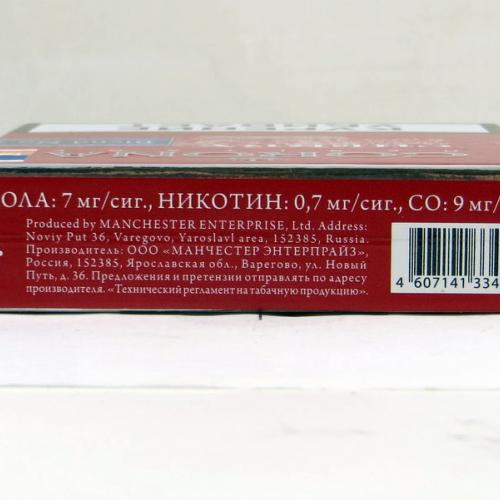 ОЛА: 7 мг/сиг., НИКОТИН: 0,7 мг/сиг., СО: 9 мг/
Produced by MANCHESTER ENTERPRISE, Ltd. Address:
Noviy Put 36, Varegovo, Yaroslavl area, 152385, Russia.
Производитель: ООО «МАНЧЕСТЕР ЭНТЕРПРАЙЗ»,
Россия, 152385, Ярославская обл., Варегово, ул. Новый
Путь, д. 36. Предложения и претензии отправлять по адресу
производителя. «Технический регламент на табачную продукцию».
4 607141 334